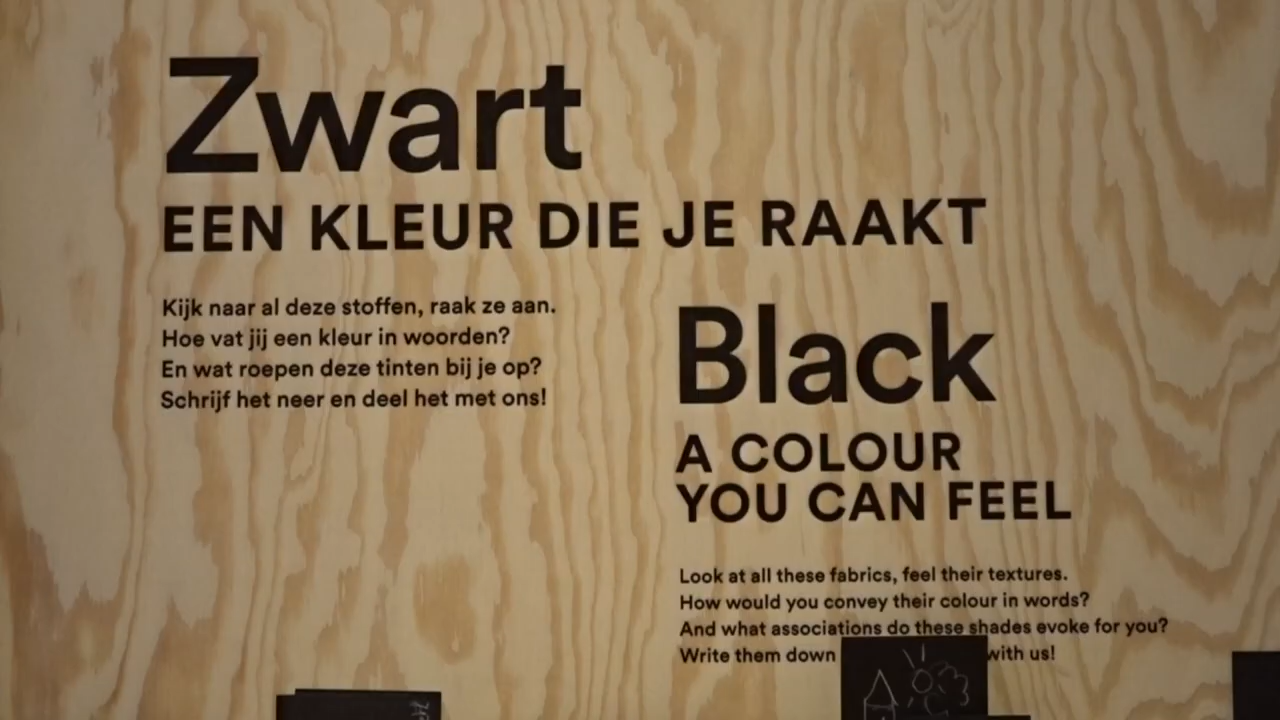 Zwart
EEN KLEUR DIE JE RAAKT
Kijk naar al deze stoffen, raak ze aan.
Hoe vat jij een kleur in woorden?
En wat roepen deze tinten bij je op?
Schrijf het neer en deel het met ons!
Black
A COLOUR
YOU CAN FEEL
Look at all these fabrics, feel their textures.
How would you convey their colour in words?
And what associations do these shades evoke for you?
Write them down with us!